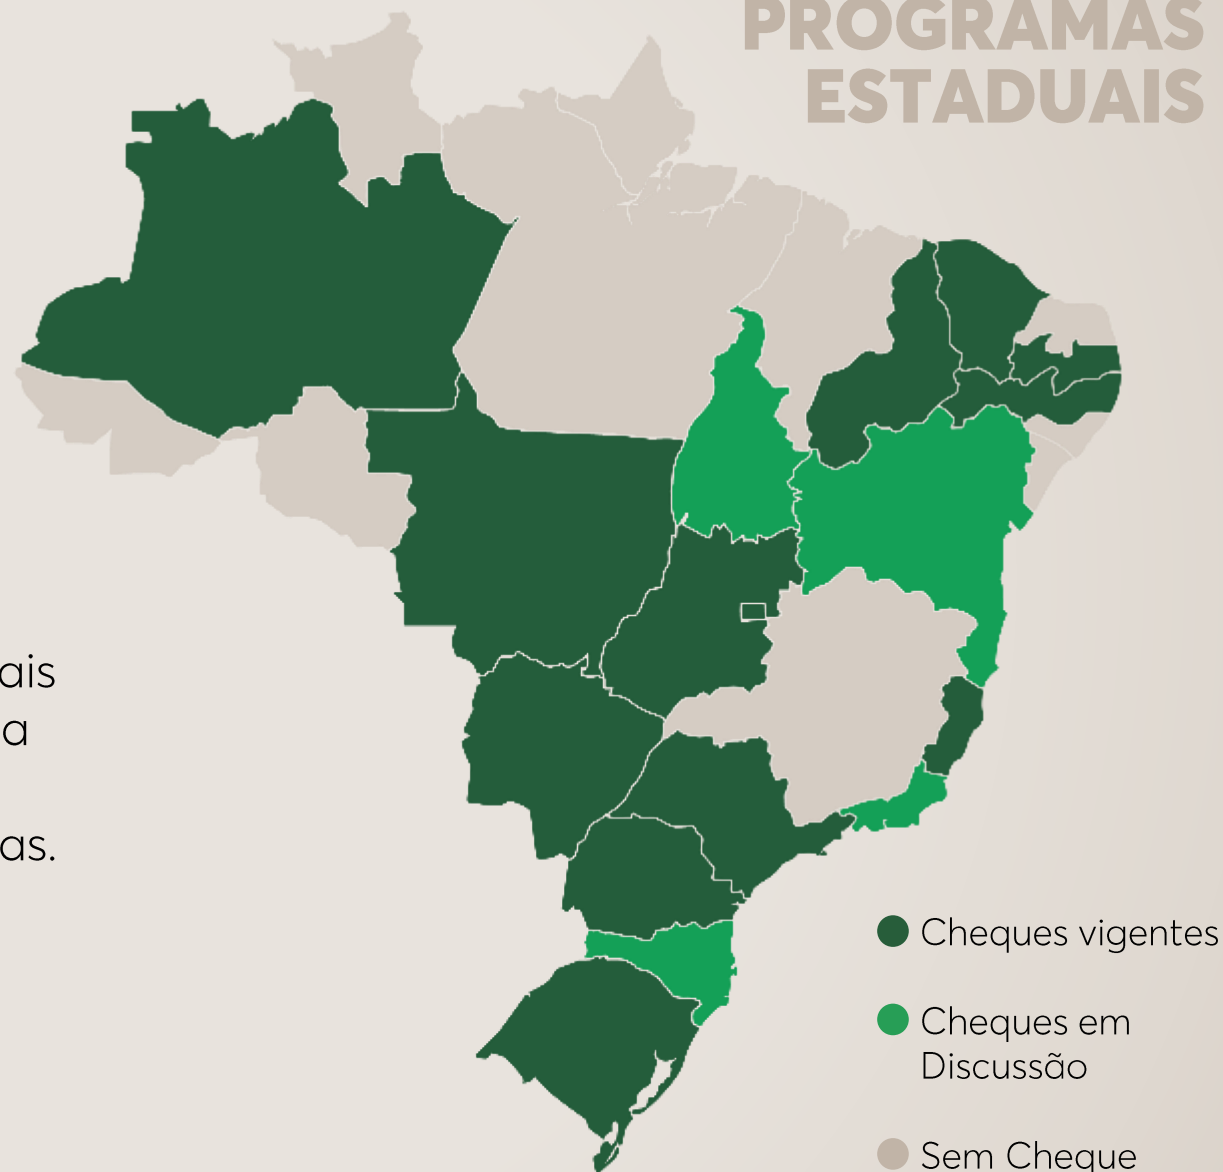 PROGRAMAS
ESTADUAIS
ais
a
as.
Cheques vigentes
Cheques em
Discussão
Sem Cheque